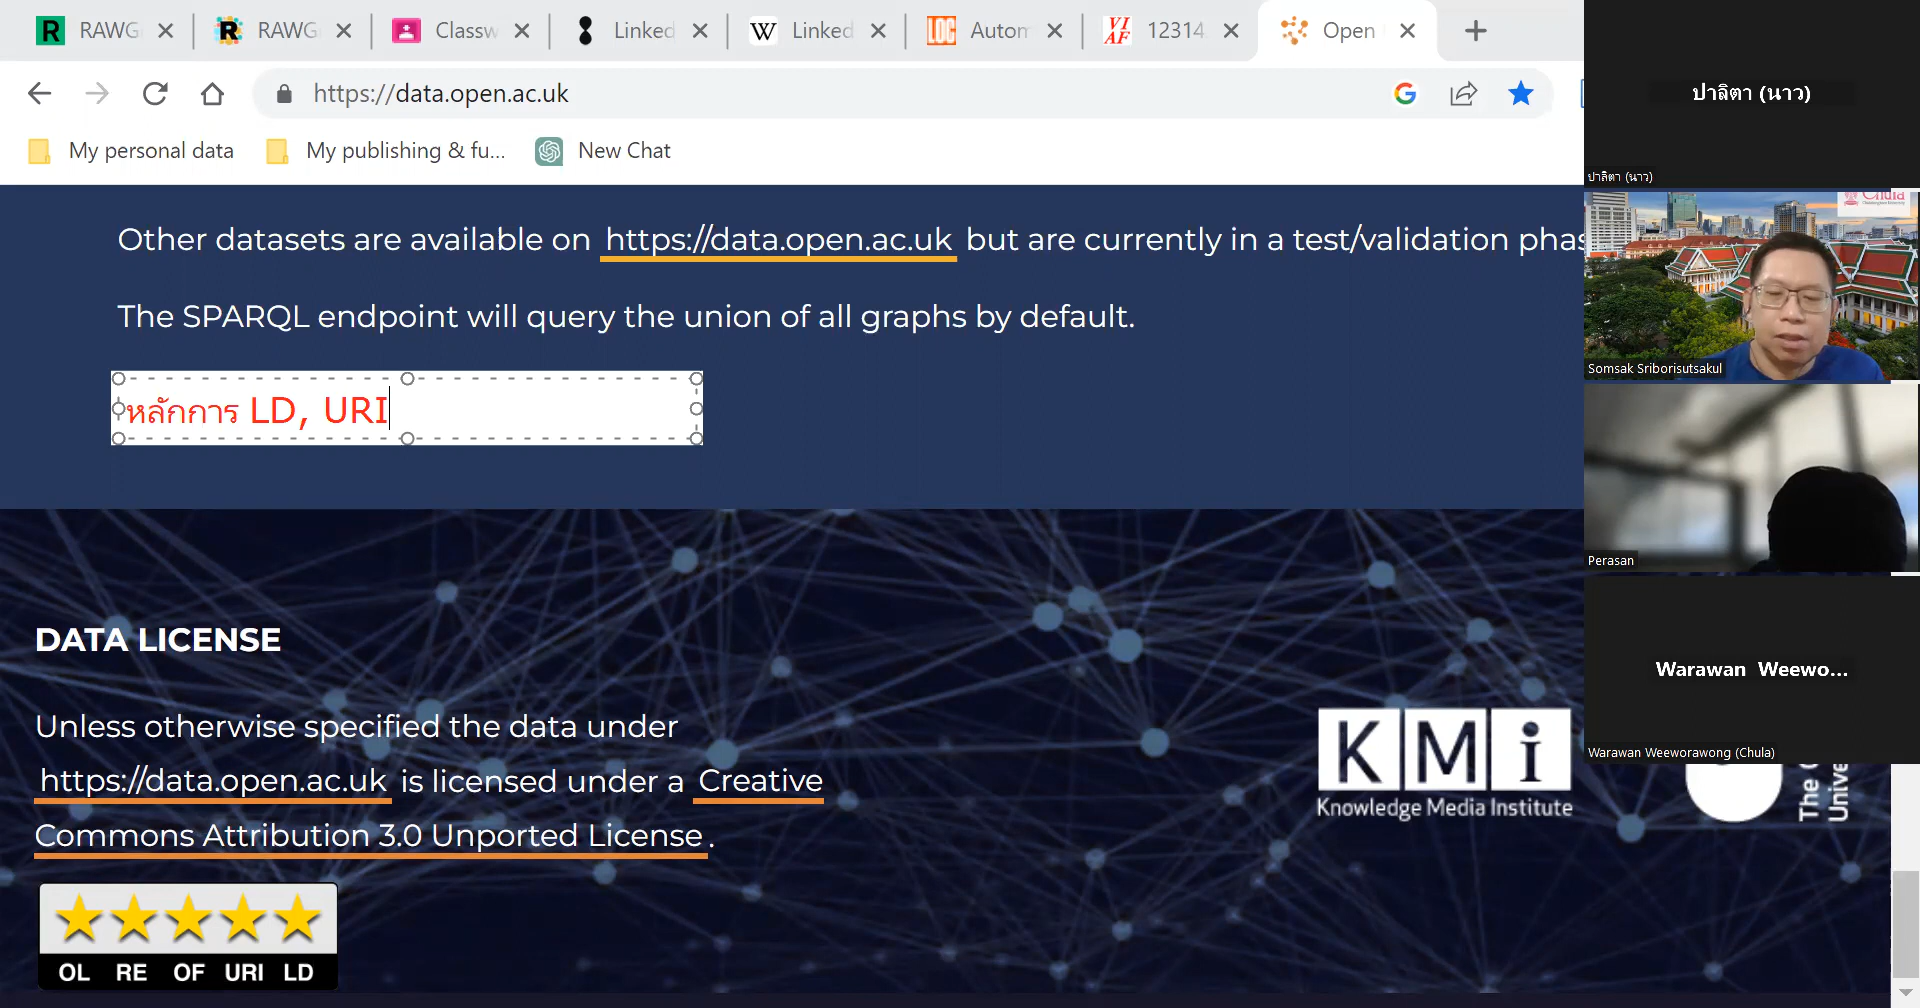 RAWG
RAWG
Classw
Linked
Linked
Autom
12314
Open
https://data.open.ac.uk
My personal data
My publishing & fu...
New Chat
Other datasets are available on https://data.open.ac.uk but are currently in a test/validation phas
The SPARQL endpoint will query the union of all graphs by default.
หลักการ LD, URI
DATA LICENSE
Unless otherwise specified the data under
https://data.open.ac.uk is licensed under a Creative
Commons Attribution 3.0 Unported License.
OL RE OF URI LD
KMi
Knowledge Media Institute
The
Unive
ปาลิตา (นาว)
ปาลิตา (นาว)
Chula
Somsak Sriborisutsakul
Perasan
Warawan Weewo...
Warawan Weeworawong (Chula)